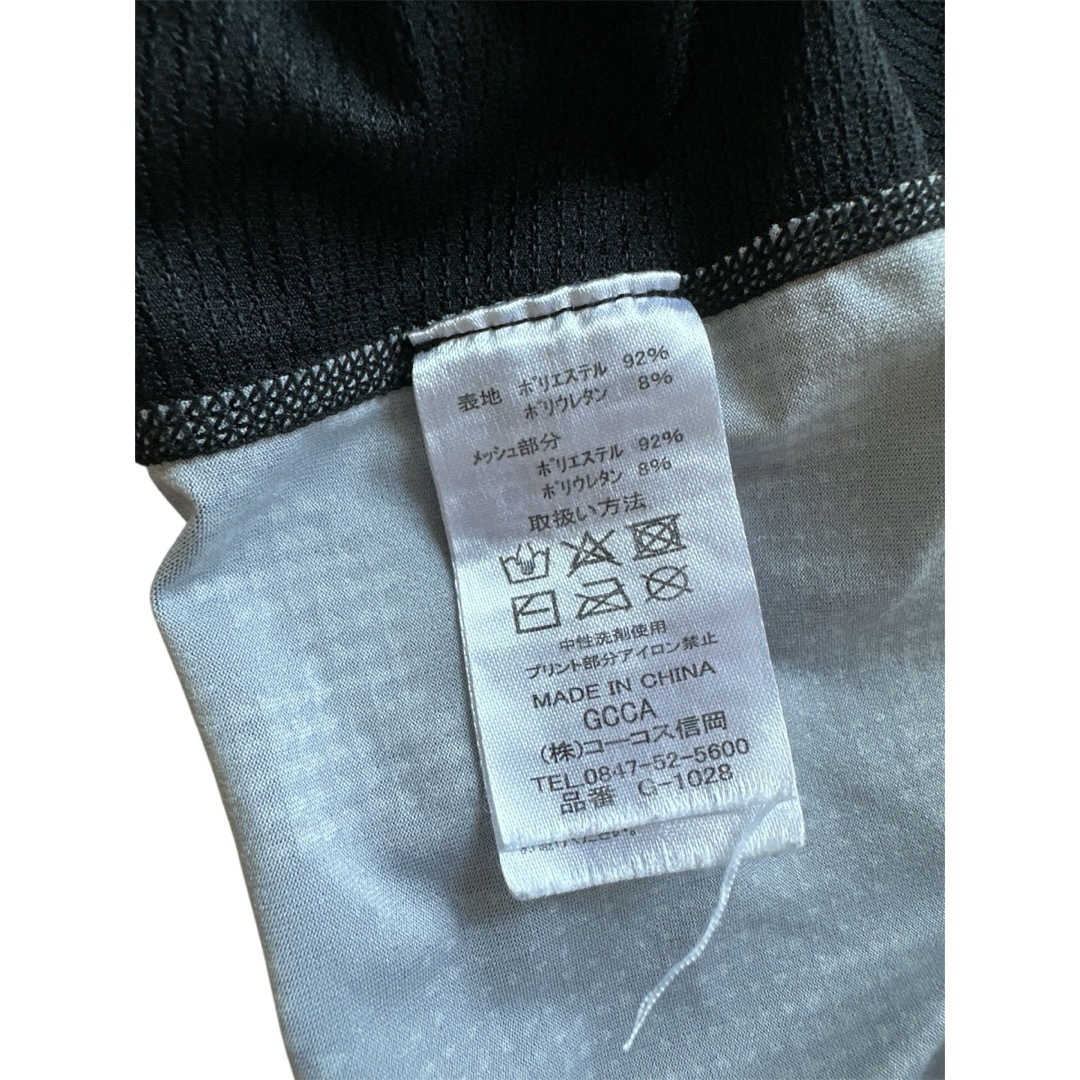 表地 ポリエステル 92%
ポリウレタン 8%
メッシュ部分
ポリエステル 92%
ポリウレタン 8%
取扱い方法
中性洗剤使用
プリント部分アイロン禁止
MADE IN CHINA
GCCA
(株)コーコス信岡
TEL.0847-52-5600
品番 G-1028
ください。